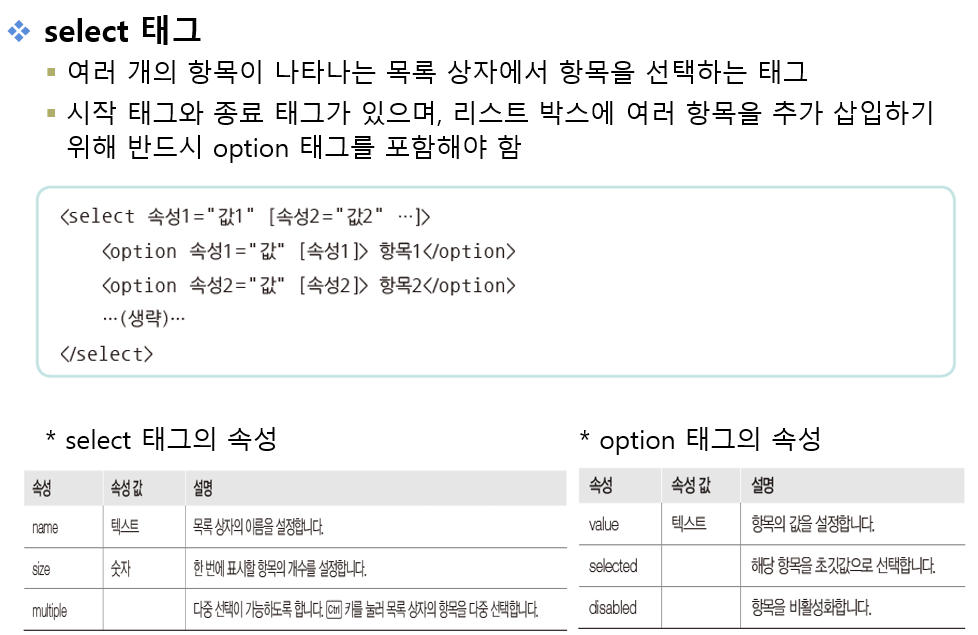 select 태그
여러 개의 항목이 나타나는 목록 상자에서 항목을 선택하는 태그
시작 태그와 종료 태그가 있으며, 리스트 박스에 여러 항목을 추가 삽입하기
위해 반드시 option 태그를 포함해야 함
<select 속성1="값1" [속성2="값2" …]>
<option 속성1="값" [속성1]> 항목1</option>
<option 속성2="값" [속성2]> 항목2</option>
…(생략)…
</select>
* select 태그의 속성
속성 속성 값 설명
name 텍스트 목록 상자의 이름을 설정합니다.
size 숫자 한 번에 표시할 항목의 개수를 설정합니다.
multiple 다중 선택이 가능하도록 합니다. Ctrl 키를 눌러 목록 상자의 항목을 다중 선택합니다.
* option 태그의 속성
속성 속성 값 설명
value 텍스트 항목의 값을 설정합니다.
selected 해당 항목을 초깃값으로 선택합니다.
disabled 항목을 비활성화합니다.